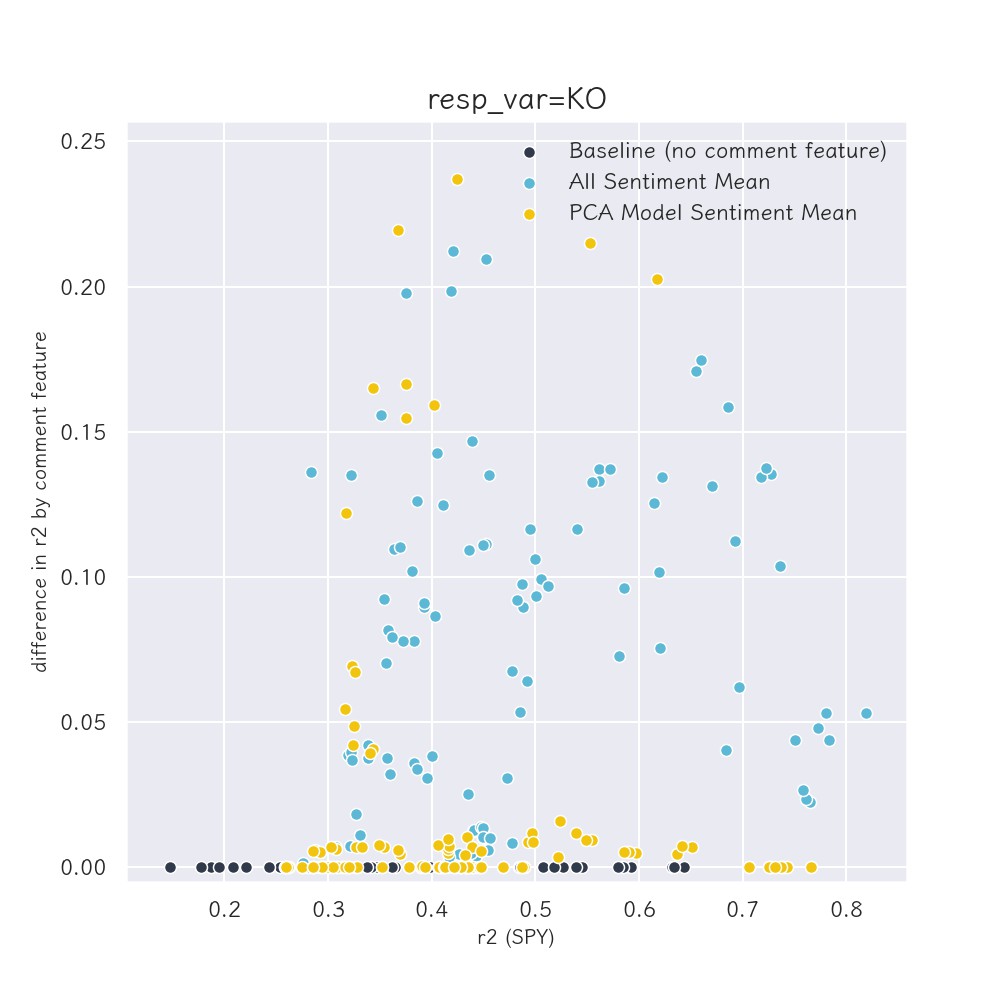 resp_var=KO
Baseline (no comment feature)
All Sentiment Mean
PCA Model Sentiment Mean
difference in r2 by comment feature
0.25
0.20
0.15
0.10
0.05
0.00
0.2 0.3 0.4 0.5 0.6 0.7 0.8
r2 (SPY)